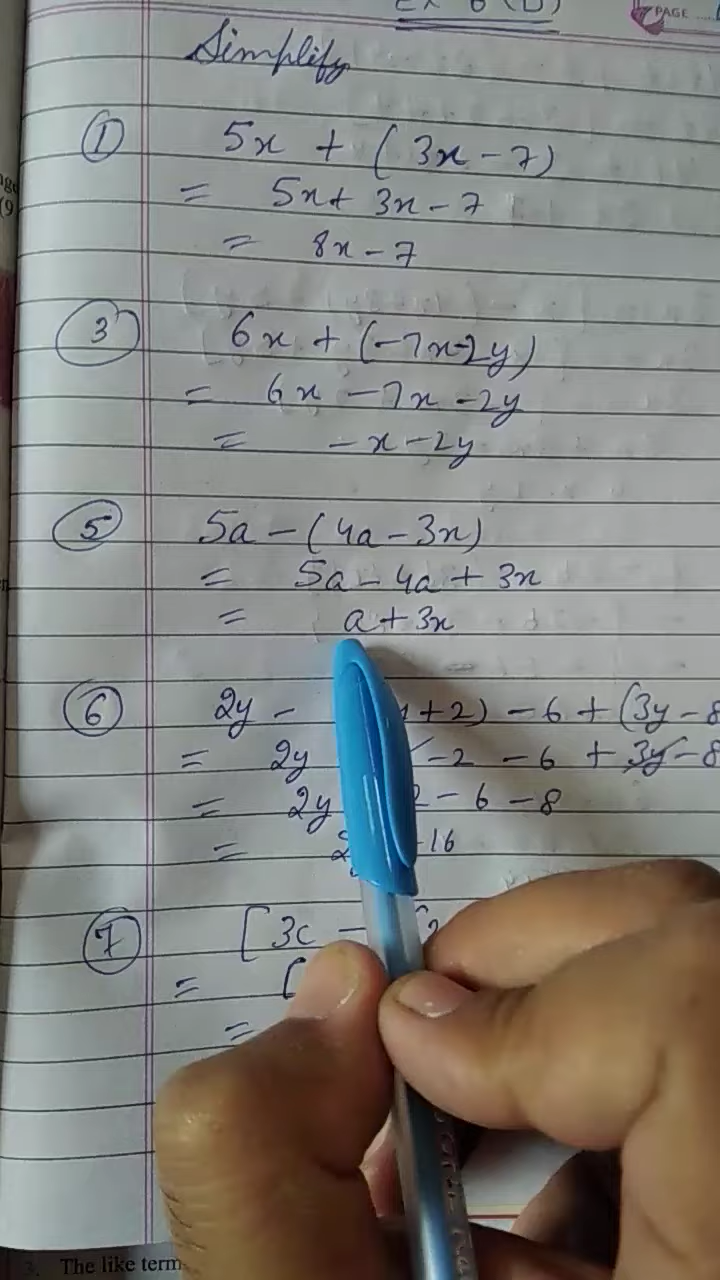 Ex 6 (D)
PAGE
Simplify
① 5x + (3x - 7)
= 5x + 3x - 7
= 8x - 7
③ 6x + (-7x-2y)
= 6x - 7x - 2y
= - x - 2y
⑤ 5a - (4a - 3x)
= 5a - 4a + 3x
= a + 3x
⑥ 2y - + 2) - 6 + (3y - 8
= 2y - 2 - 6 + 3y - 8
= 2y - 6 - 8
= 16
⑦ [3c -
= [
=
The like term